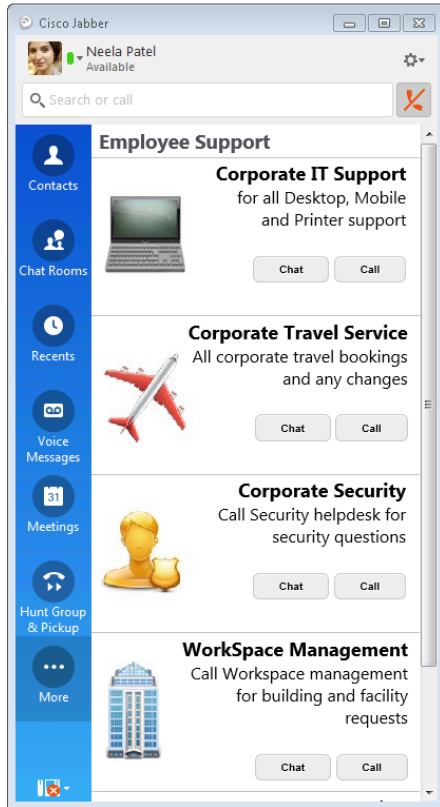 Cisco Jabber
Neela Patel
Available
Search or call
Contacts
Chat Rooms
Recents
Voice
Messages
31
Meetings
Hunt Group
& Pickup
More
Employee Support
Corporate IT Support
for all Desktop, Mobile
and Printer support
Chat Call
Corporate Travel Service
All corporate travel bookings
and any changes
Chat Call
Corporate Security
Call Security helpdesk for
security questions
Chat Call
WorkSpace Management
Call Workspace management
for building and facility
requests
Chat Call